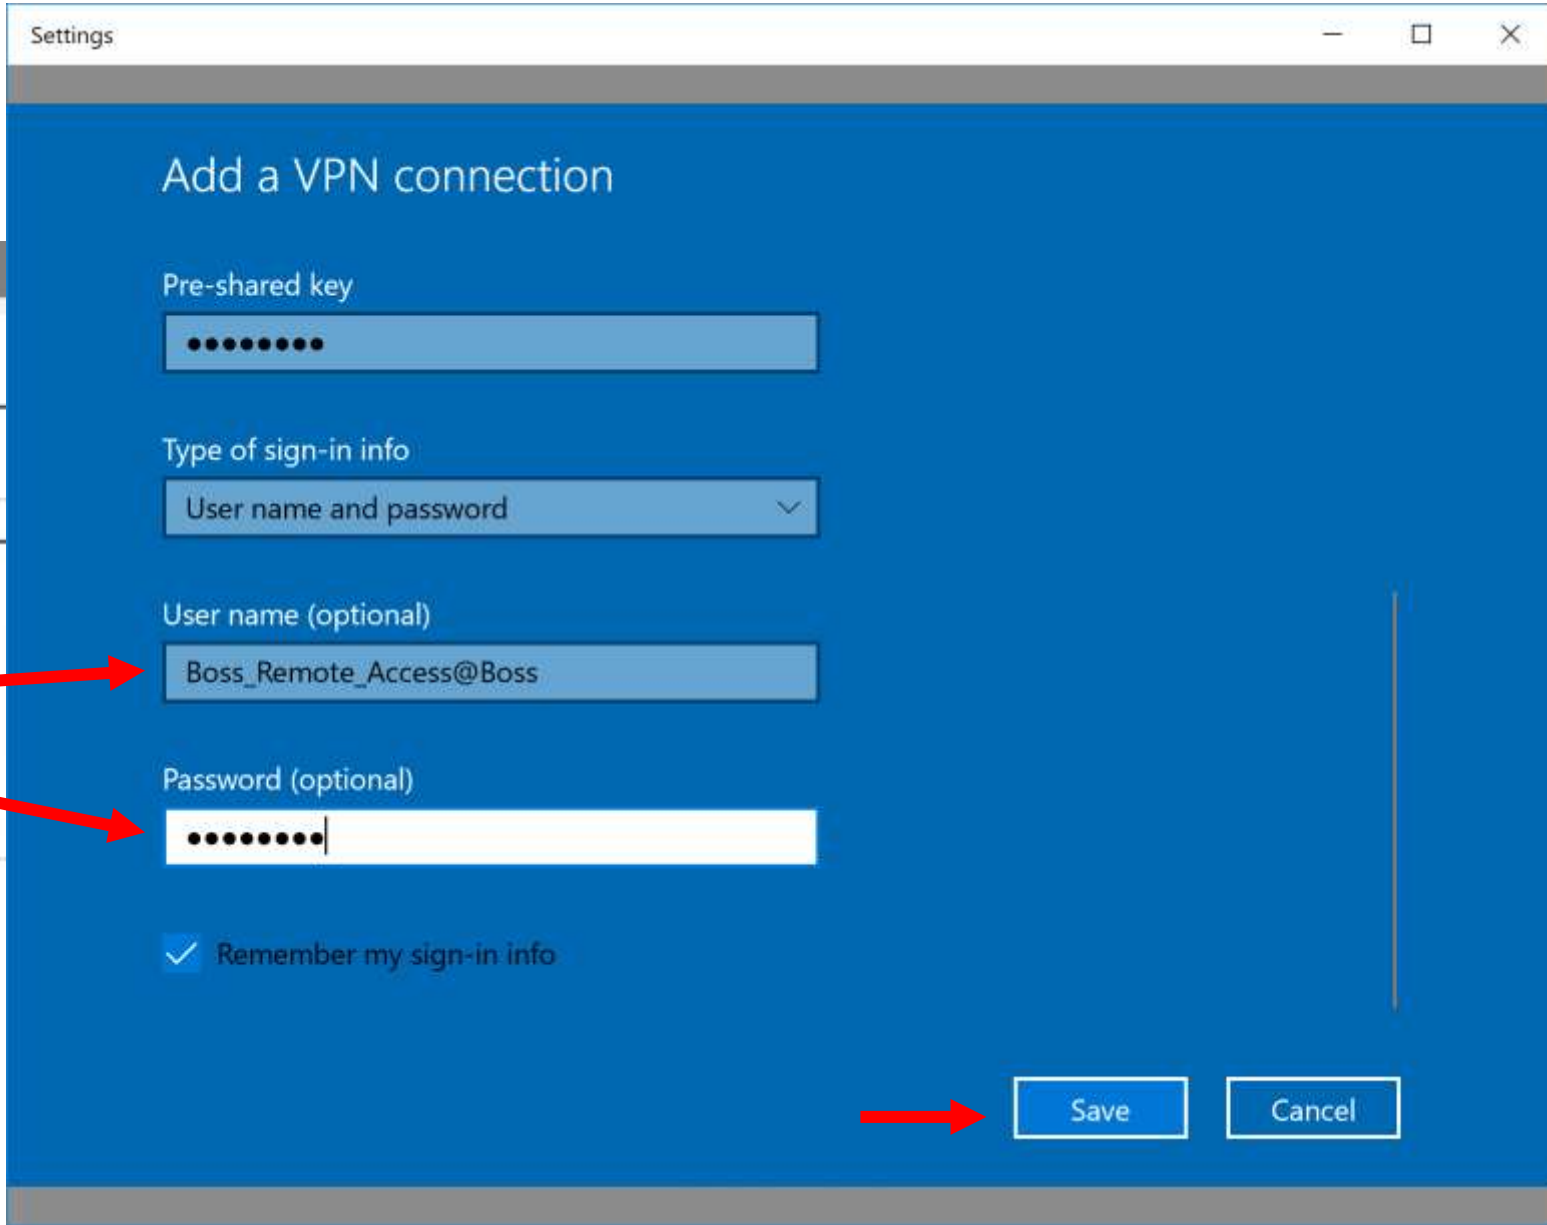 Settings
Add a VPN connection
Pre-shared key
••••••••
Type of sign-in info
User name and password
User name (optional)
Boss_Remote_Access@Boss
Password (optional)
••••••••
Remember my sign-in info
Save Cancel